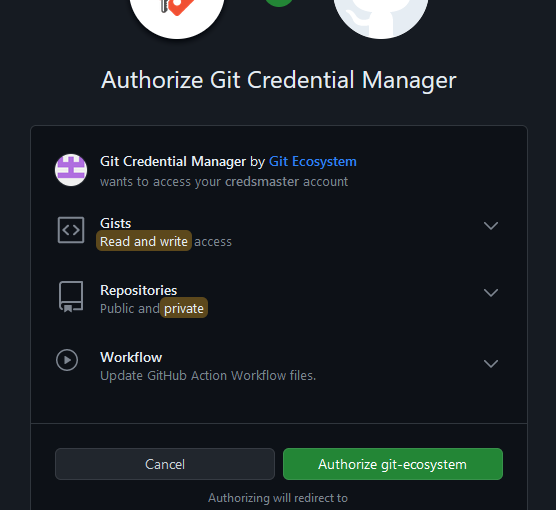 Authorize Git Credential Manager
Git Credential Manager by Git Ecosystem
wants to access your credsmaster account
Gists
Read and write access
Repositories
Public and private
Workflow
Update GitHub Action Workflow files.
Cancel
Authorize git-ecosystem
Authorizing will redirect to